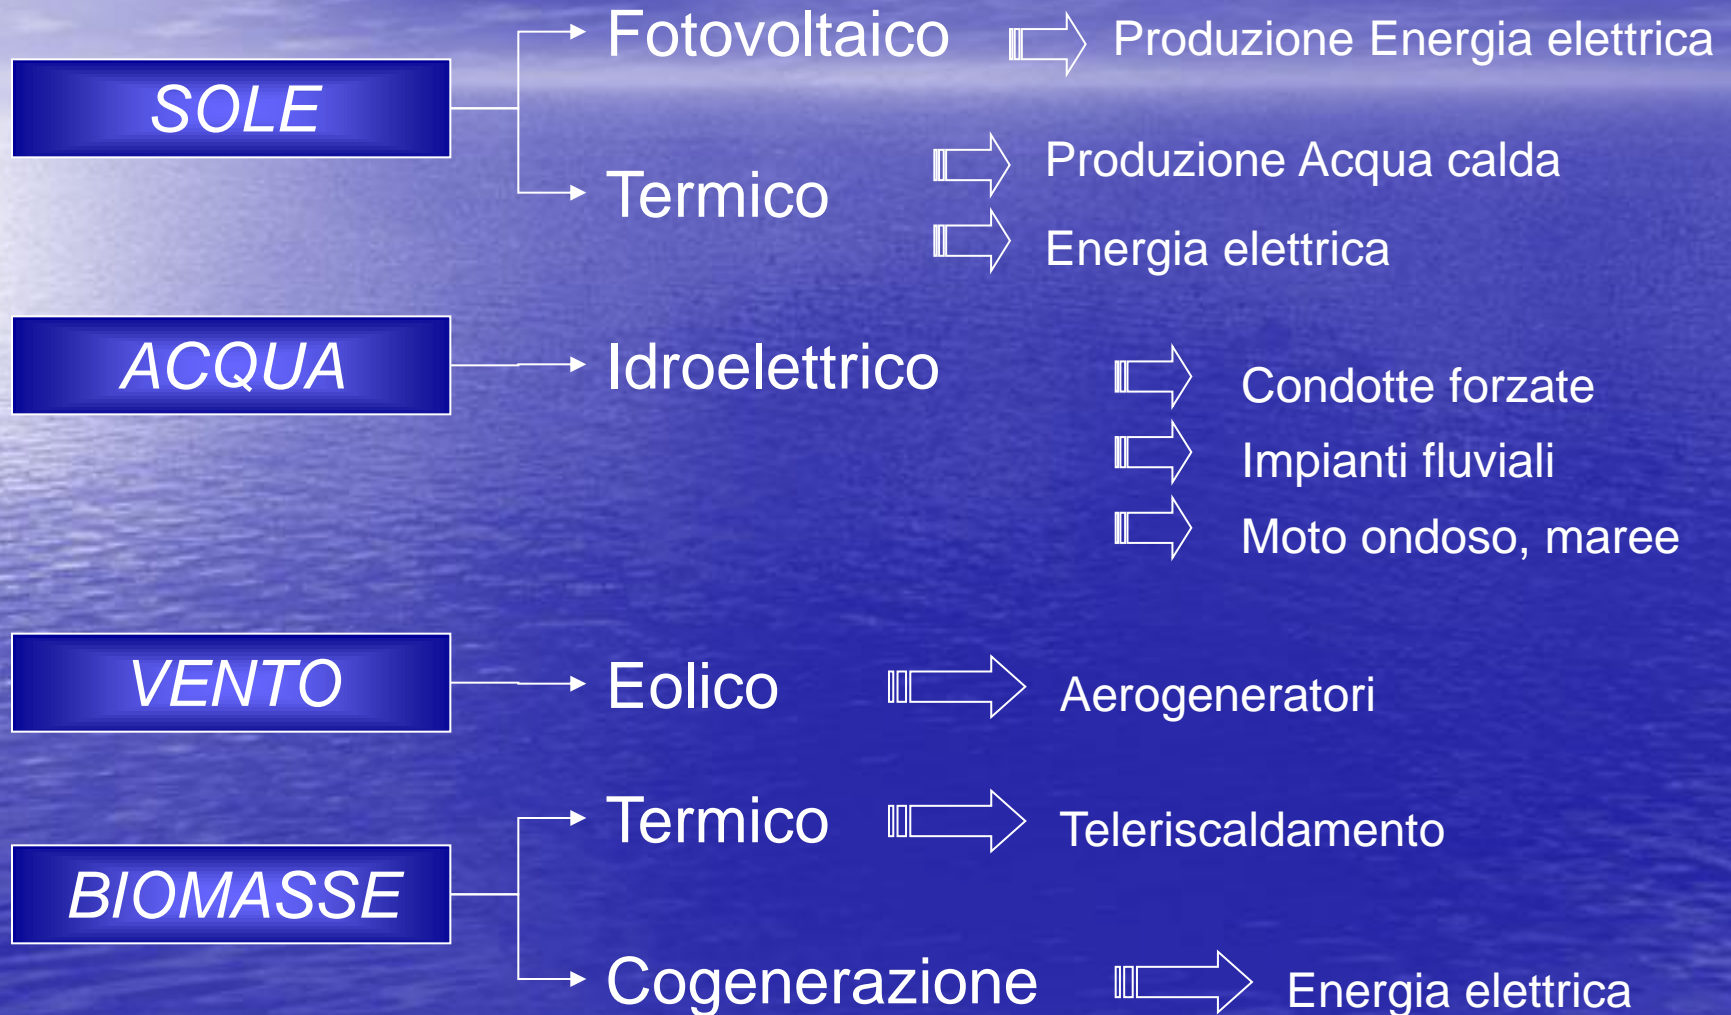 SOLE
Fotovoltaico
Produzione Energia elettrica
Termico
Produzione Acqua calda
Energia elettrica
ACQUA
Idroelettrico
Condotte forzate
Impianti fluviali
Moto ondoso, maree
VENTO
Eolico
Aerogeneratori
BIOMASSE
Termico
Teleriscaldamento
Cogenerazione
Energia elettrica